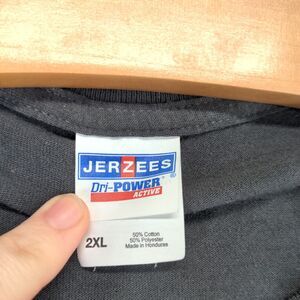 JERZEES
Dri-POWER®
ACTIVE
2XL
50% Cotton
50% Polyester
Made in Honduras